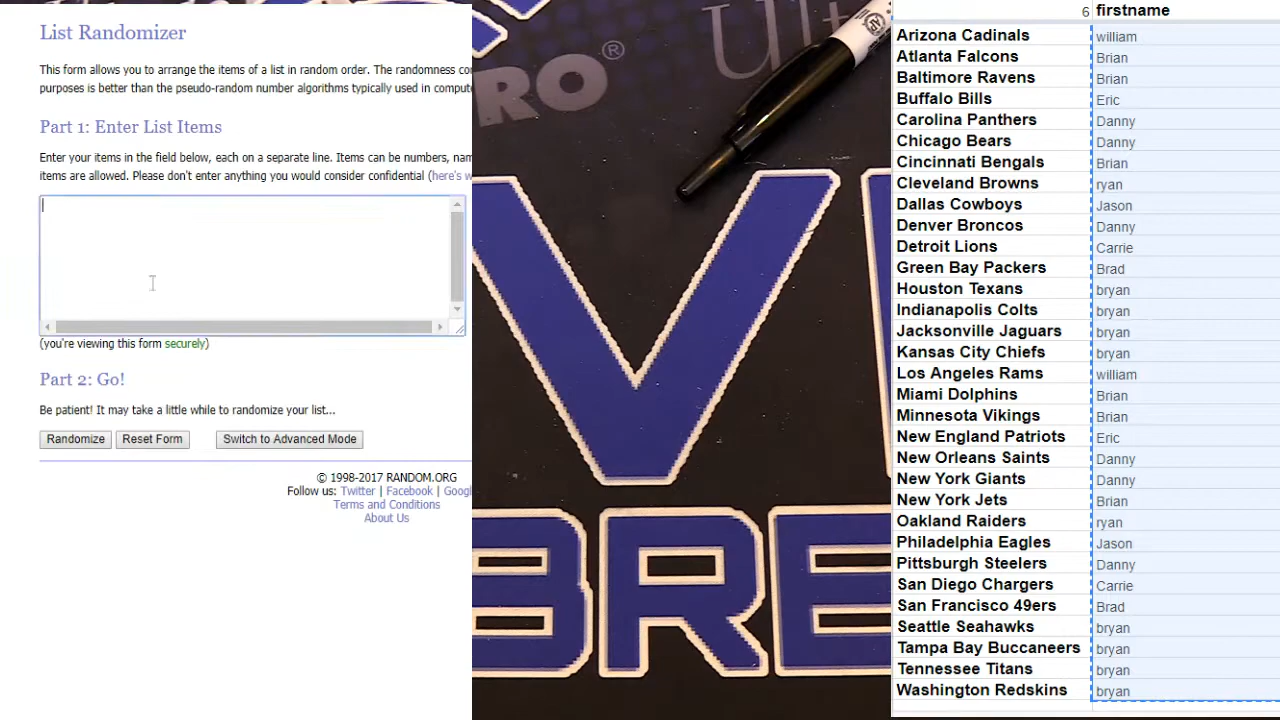 List Randomizer
This form allows you to arrange the items of a list in random order. The randomness co
purposes is better than the pseudo-random number algorithms typically used in compute
Part 1: Enter List Items
Enter your items in the field below, each on a separate line. Items can be numbers, nam
items are allowed. Please don't enter anything you would consider confidential (here's w
(you're viewing this form securely)
Part 2: Go!
Be patient! It may take a little while to randomize your list...
Randomize Reset Form Switch to Advanced Mode
© 1998-2017 RANDOM.ORG
Follow us: Twitter | Facebook | Googl
Terms and Conditions
About Us
RO® Ul
V
BRE
6 firstname
Arizona Cadinals william
Atlanta Falcons Brian
Baltimore Ravens Brian
Buffalo Bills Eric
Carolina Panthers Danny
Chicago Bears Danny
Cincinnati Bengals Brian
Cleveland Browns ryan
Dallas Cowboys Jason
Denver Broncos Danny
Detroit Lions Carrie
Green Bay Packers Brad
Houston Texans bryan
Indianapolis Colts bryan
Jacksonville Jaguars bryan
Kansas City Chiefs bryan
Los Angeles Rams william
Miami Dolphins Brian
Minnesota Vikings Brian
New England Patriots Eric
New Orleans Saints Danny
New York Giants Danny
New York Jets Brian
Oakland Raiders ryan
Philadelphia Eagles Jason
Pittsburgh Steelers Danny
San Diego Chargers Carrie
San Francisco 49ers Brad
Seattle Seahawks bryan
Tampa Bay Buccaneers bryan
Tennessee Titans bryan
Washington Redskins bryan